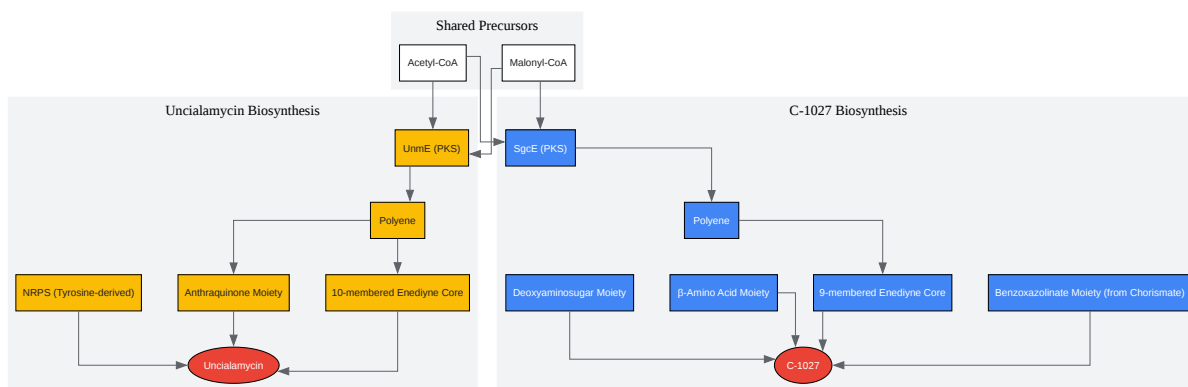 Shared Precursors
Acetyl-CoA
Malonyl-CoA
Uncialamycin Biosynthesis
C-1027 Biosynthesis
UnmE (PKS)
SgcE (PKS)
Polyene
Polyene
NRPS (Tyrosine-derived)
Anthraquinone Moiety
10-membered Enediyne Core
Deoxyaminosugar Moiety
β-Amino Acid Moiety
9-membered Enediyne Core
Benzoxazolinate Moiety (from Chorismate)
Uncialamycin
C-1027